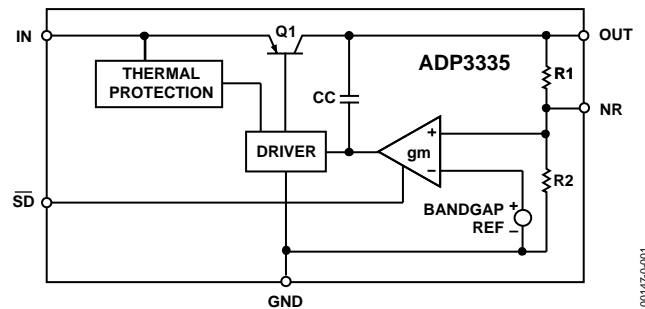 IN
Q1
OUT
THERMAL
PROTECTION
ADP3335
R1
CC
NR
DRIVER
+
gm
–
R2
SD
BANDGAP
REF
+
–
GND
00147-0-001